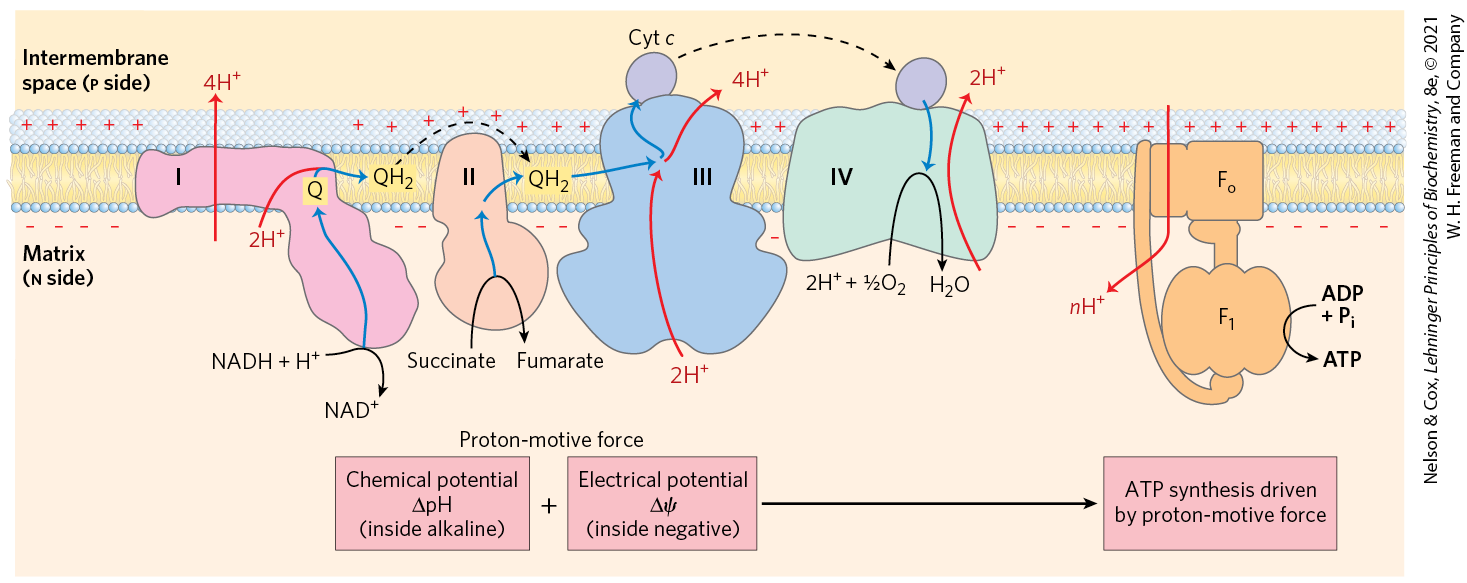 Intermembrane
space (P side)
4H⁺
Cyt c
4H⁺
2H⁺
+ + + + +
+ + + + + + + +
+ +
+ + + + + + + + + + + + + + + +
I
Q
QH₂
II
QH₂
III
IV
Fₒ
2H⁺
Matrix
(N side)
2H⁺ + ½O₂
H₂O
nH⁺
F₁
ADP
+ Pᵢ
ATP
NADH + H⁺
NAD⁺
Succinate
Fumarate
2H⁺
Proton-motive force
Chemical potential
ΔpH
(inside alkaline)
+
Electrical potential
Δψ
(inside negative)
ATP synthesis driven
by proton-motive force
Nelson & Cox, Lehninger Principles of Biochemistry, 8e, © 2021
W. H. Freeman and Company